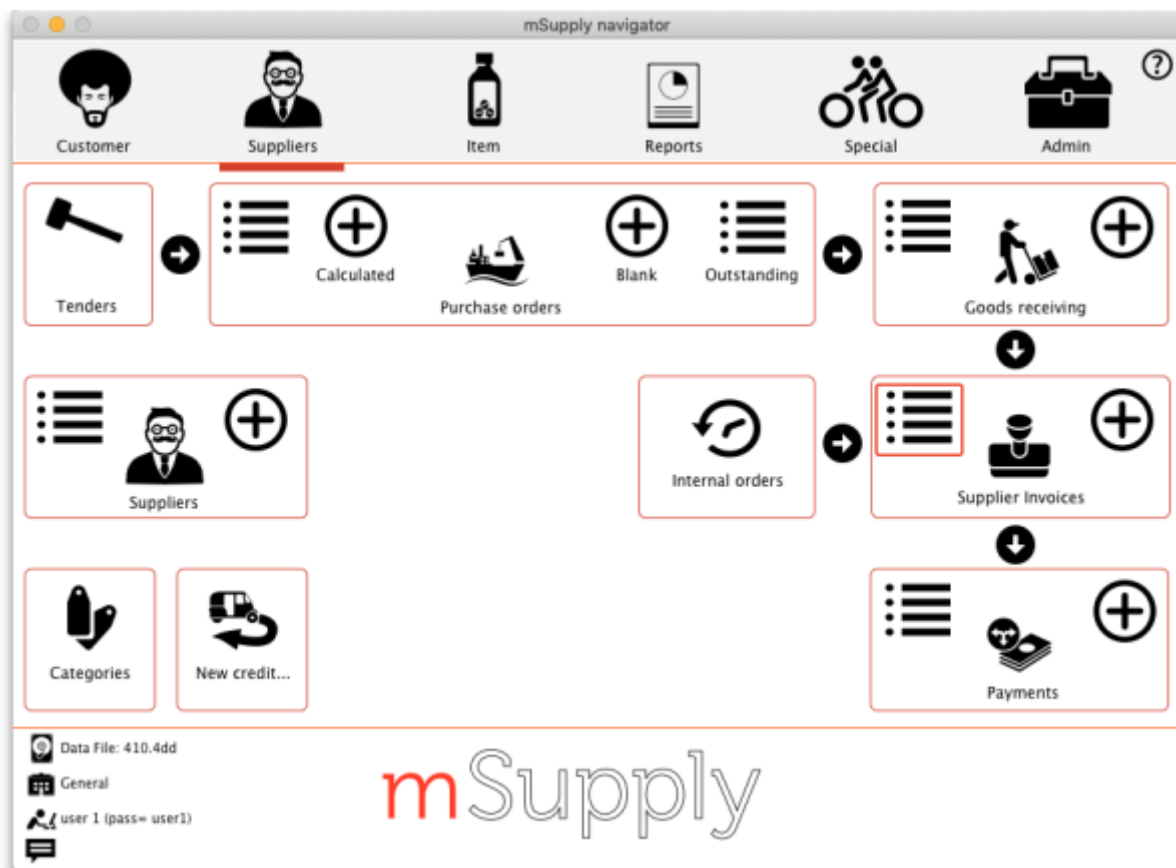 mSupply navigator
?
Customer
Suppliers
Item
Reports
Special
Admin
Tenders
Calculated
Purchase orders
Blank
Outstanding
Goods receiving
Suppliers
Internal orders
Supplier Invoices
Categories
New credit...
Payments
Data File: 410.4dd
General
user 1 (pass= user1)
mSupply